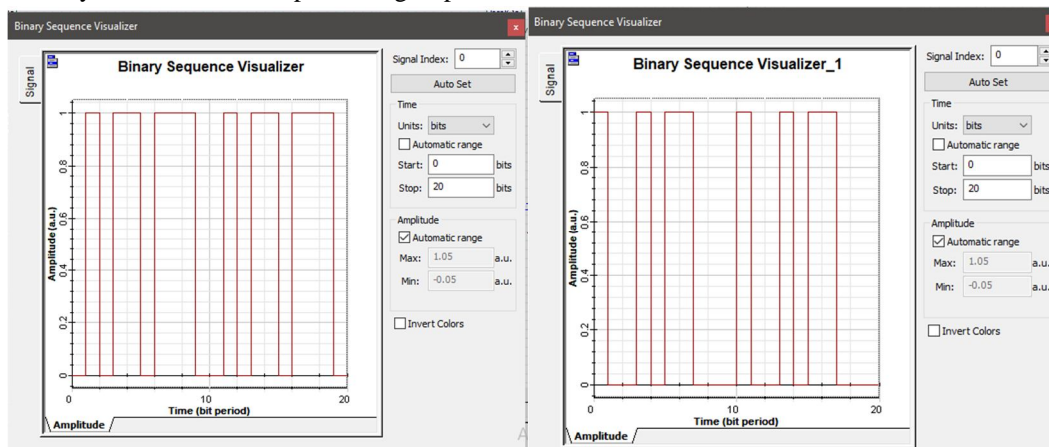 Binary Sequence Visualizer
x
Signal
Binary Sequence Visualizer
Amplitude (a.u.)
1
0.8
0.6
0.4
0.2
0
0
10
20
Time (bit period)
Amplitude
Signal Index: 0
Auto Set
Time
Units: bits
Automatic range
Start: 0 bits
Stop: 20 bits
Amplitude
Automatic range
Max: 1.05 a.u.
Min: -0.05 a.u.
Invert Colors
Binary Sequence Visualizer
Signal
Binary Sequence Visualizer_1
Amplitude (a.u.)
1
0.8
0.6
0.4
0.2
0
0
10
20
Time (bit period)
Amplitude
Signal Index: 0
Auto Set
Time
Units: bits
Automatic range
Start: 0 bits
Stop: 20 bits
Amplitude
Automatic range
Max: 1.05 a.u.
Min: -0.05 a.u.
Invert Colors